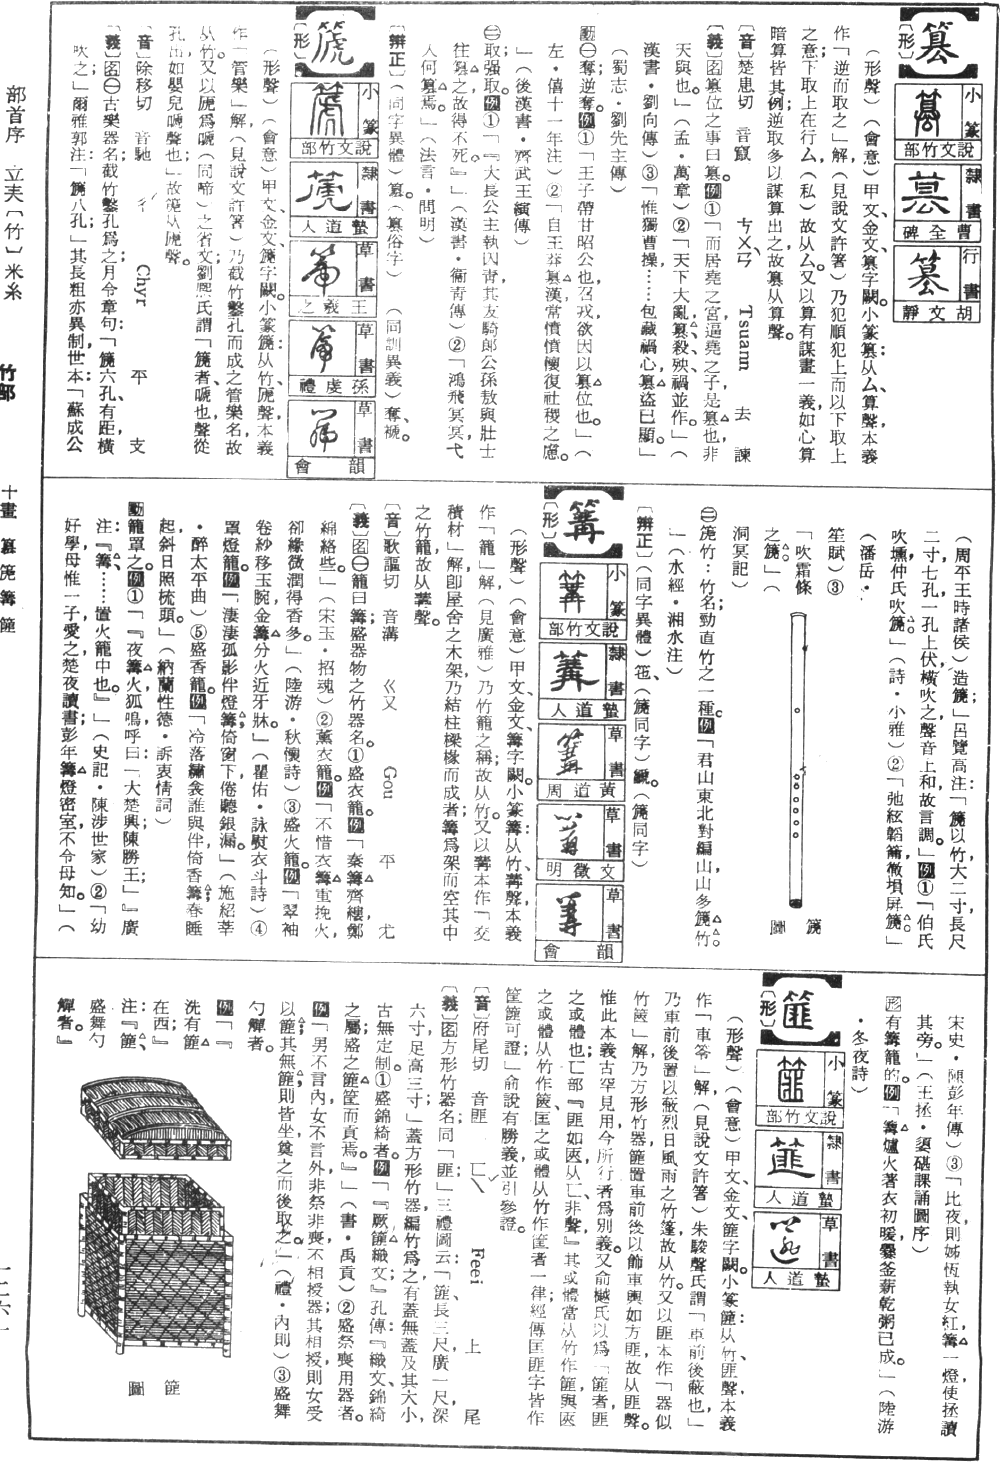 部首序　立夫〔竹〕米糸　竹部　十畫　篡箎篝篚　一一六一
篡
〔形〕
小篆　說文竹部
隸書　曹全碑
行書　胡文靜
（形聲）（會意）甲文、金文篡字闕。小篆篡：从厶、算聲，本義
作「逆而取之」解，（見說文許箸）乃犯順犯上而以下取上
之意；下取上在行厶，（私）故从厶。又以算有謀畫一義，如心算
暗算皆其例；逆取多以謀算出之，故篡从算聲。
〔音〕楚患切　音竄　ㄘㄨㄢ　Tsuann　去　諫
〔義〕名篡位之事曰篡。例①「而居堯之宮，逼堯之子，是篡也，非
天與也。」（孟・萬章）②「天下大亂，篡殺、殃禍並作。」（
漢書・劉向傳）③「惟獨曹操……包藏禍心，篡盜已顯。」
（蜀志・劉先主傳）
動㊀奪；逆奪。例①「王子帶甘昭公也，召戎欲因以篡位也。」（
左・僖十一年注）②「自王莽篡漢，常憤憤懷復社稷之慮。
」（後漢書・齊武王縯傳）
㊁取；强取。例①「『大長公主執囚青，其友騎郎公孫敖與壯士
往篡之，故得不死。』」（漢書・衞青傳）②「鴻飛冥冥，弋
人何篡焉。」（法言・問明）
〔辨正〕（同字異體）簒。（篡俗字）　（同訓異義）奪、褫。
箎
〔形〕
小篆　說文竹部
隸書　蟄道人
草書　王羲之
草書　孫虔禮
草書　韻會
（形聲）（會意）甲文、金文箎字闕。小篆箎：从竹、虒聲，本義
作「管樂」解，（見說文許箸）乃截竹鑿孔而成之管樂名，故
从竹。又以虒爲嗁（同啼）之省文，劉熙氏謂「箎者嗁也，聲從
孔出，如嬰兒嗁聲也」，故箎从虒聲。
〔音〕除移切　音馳　ㄔˊ　Chyr　平　支
〔義〕名㊀古樂器名；截竹鑿孔爲之，月令章句：「箎，六孔，有距，橫
吹之」；爾雅郭注：「箎八孔」；其長粗亦異制，世本：「蘇成公
（周平王時諸侯）造箎」；呂覽高注：「箎以竹，大二寸，長尺
二寸，七孔，一孔上伏，橫吹之，聲音上和，故言調。」例①「伯氏
吹壎，仲氏吹箎。」（詩・小雅）②「弛絃韜籥，徹塤屛箎。」
（潘岳・
笙賦）③
「吹霜條
之箎。」（
洞冥記）
箎　圖
㊁箎竹：竹名；勁直竹之一種。例「君山東北對編山，山多箎竹。
」（水經・湘水注）
〔辨正〕（同字異體）竾、（箎同字）䶵。（箎同字）
篝
〔形〕
小篆　說文竹部
隸書　蟄道人
草書　黃道周
草書　文徵明
草書　韻會
（形聲）（會意）甲文、金文篝字闕。小篆篝：从竹、冓聲，本義
作「籠」解，（見廣雅）乃竹籠之稱，故从竹。又以冓本作「交
積材」解，卽屋舍之木架，乃結柱樑椽而成者；篝爲架而空其中
之竹籠，故从冓聲。
〔音〕歌謳切　音溝　ㄍㄡ　Gou　平　尤
〔義〕名㊀籠曰篝；盛器物之竹器名。①盛衣籠。例「秦篝齊縷，鄭
綿絡些。」（宋玉・招魂）②薰衣籠。例「不惜衣篝重挽火，
卻緣微潤得香多。」（陸游・秋懷詩）③盛火籠。例「翠袖
卷紗移玉腕，金篝分火近牙牀。」（瞿佑・詠熨衣斗詩）④
罩燈籠。例「淒淒孤影伴燈篝，倚窗下倦聽銀漏。」（施紹莘
・醉太平曲）⑤盛香籠。例「冷落繡衾誰與伴，倚香篝；春睡
起，斜日照梳頭。」（納蘭性德・訴衷情詞）
動籠罩之。例①「『夜篝火，狐鳴呼曰：「大楚興，陳勝王」』；廣
注：『篝……置火籠中也。』」（史記・陳涉世家）②「幼
好學，母惟一子愛之，楚夜讀書，彭年篝燈密室，不令母知。」（
宋史・陳彭年傳）③「比夜則姊恆執女紅，篝一燈，使拯讀
其旁。」（王拯・媭碪課誦圖序）
形有篝籠的。例「篝爐火著衣初暖，爨釜薪乾粥已成。」（陸游
・冬夜詩）
篚
〔形〕
小篆　說文竹部
隸書　蟄道人
草書　蟄道人
（形聲）（會意）甲文、金文篚字闕。小篆篚：从竹、匪聲，本義
作「車笭」解，（見說文許箸）朱駿聲氏謂「車前後蔽也」，
乃車前後置以蔽烈日風雨之竹篷，故从竹。又以匪本作「器似
竹篋」解，乃方形竹器，篚置車前後以飾車輿如方匪，故从匪聲。
惟此本義古罕見用，今所行者爲別義。又俞樾氏以爲「篚者匪
之或體也，匚部『匪如匧，从匚、非聲』，其或體當从竹作篚，與匧
之或體从竹作篋，匡之或體从竹作筐者一律，經傳匡匪字皆作
筐篚可證」，俞說有勝義，並引參證。
〔音〕府尾切　音匪　ㄈㄟˇ　Feei　上　尾
〔義〕名方形竹器名，同「匪」；三禮圖云「篚長三尺，廣一尺，深
六寸，足高三寸」，蓋方形竹器，編竹爲之，有蓋無蓋及其大小，
古無定制。①盛錦綺者。例「『厥篚織文』；孔傳：『織文，錦綺
之屬，盛之篚筐而貢焉。』」（書・禹貢）②盛祭喪用器者。
例「男不言內，女不言外；非祭非喪，不相授器；其相授，則女受
以篚；其無篚，則皆坐奠之，而後取之。」（禮・內則）③盛舞
勺觶者。
例「『
洗有篚
在西』；
注：『篚，
盛舞勺
觶者。』
篚　圖